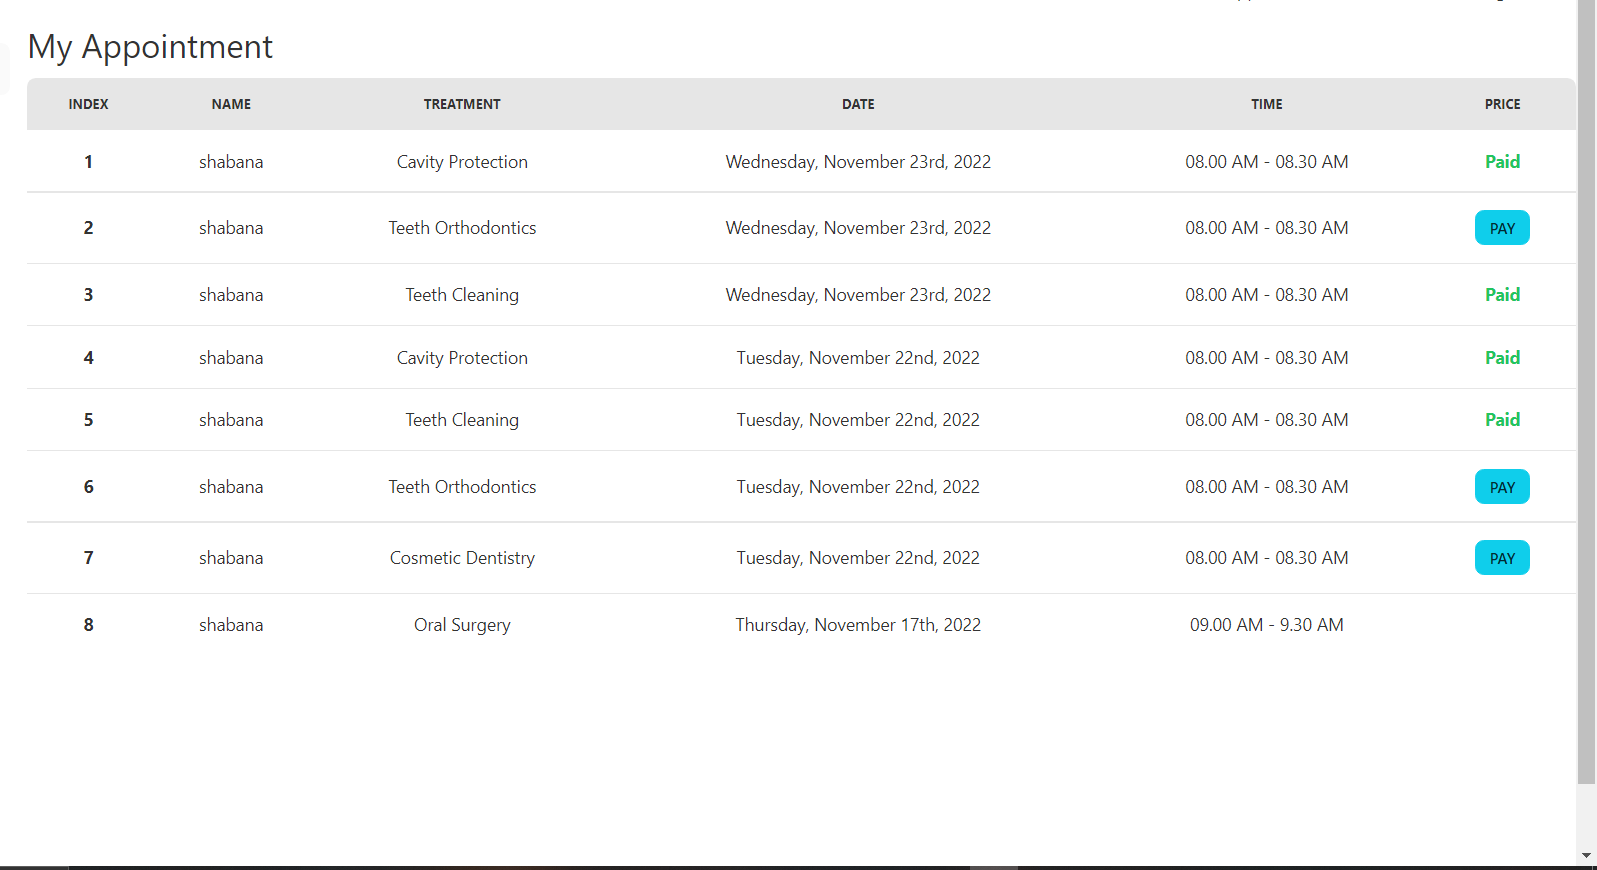 My Appointment
INDEX NAME TREATMENT DATE TIME PRICE
1 shabana Cavity Protection Wednesday, November 23rd, 2022 08.00 AM - 08.30 AM Paid
2 shabana Teeth Orthodontics Wednesday, November 23rd, 2022 08.00 AM - 08.30 AM PAY
3 shabana Teeth Cleaning Wednesday, November 23rd, 2022 08.00 AM - 08.30 AM Paid
4 shabana Cavity Protection Tuesday, November 22nd, 2022 08.00 AM - 08.30 AM Paid
5 shabana Teeth Cleaning Tuesday, November 22nd, 2022 08.00 AM - 08.30 AM Paid
6 shabana Teeth Orthodontics Tuesday, November 22nd, 2022 08.00 AM - 08.30 AM PAY
7 shabana Cosmetic Dentistry Tuesday, November 22nd, 2022 08.00 AM - 08.30 AM PAY
8 shabana Oral Surgery Thursday, November 17th, 2022 09.00 AM - 9.30 AM